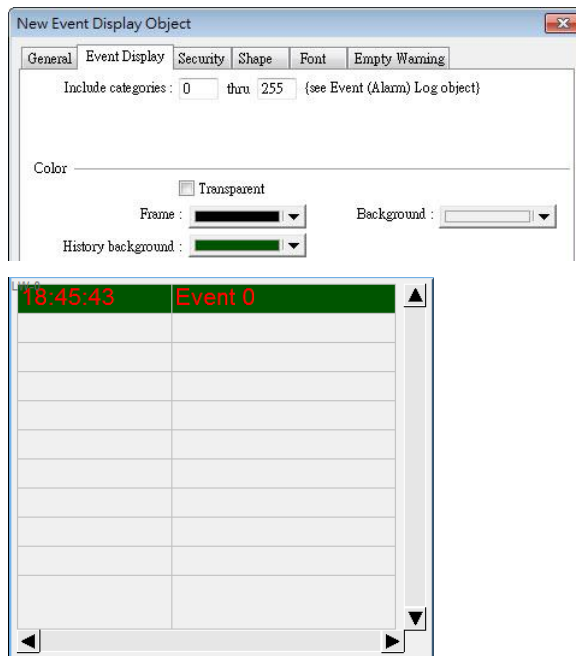 New Event Display Object
General Event Display Security Shape Font Empty Warning
Include categories : 0 thru 255 {see Event (Alarm) Log object}
Color
Transparent
Frame : Background :
History background :
18:45:43 Event 0